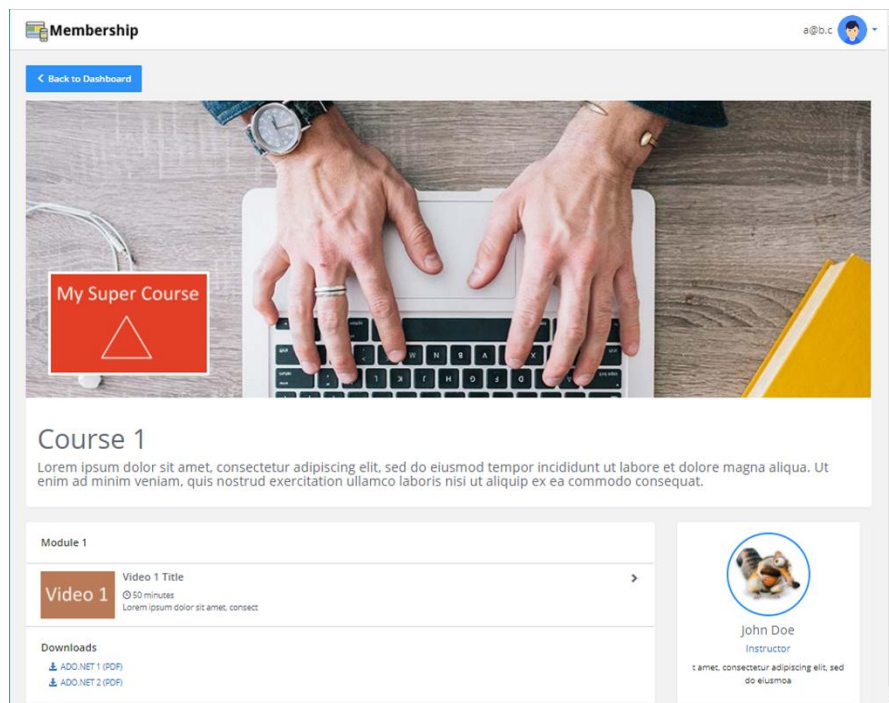 Membership
a@b.c
Back to Dashboard
My Super Course
Course 1
Lorem ipsum dolor sit amet, consectetur adipiscing elit, sed do eiusmod tempor incididunt ut labore et dolore magna aliqua. Ut
enim ad minim veniam, quis nostrud exercitation ullamco laboris nisi ut aliquip ex ea commodo consequat.
Module 1
Video 1
Video 1 Title
50 minutes
Lorem ipsum dolor sit amet, consect
Downloads
ADO.NET 1 (PDF)
ADO.NET 2 (PDF)
John Doe
Instructor
t amet, consectetur adipiscing elit, sed
do eiusmoa